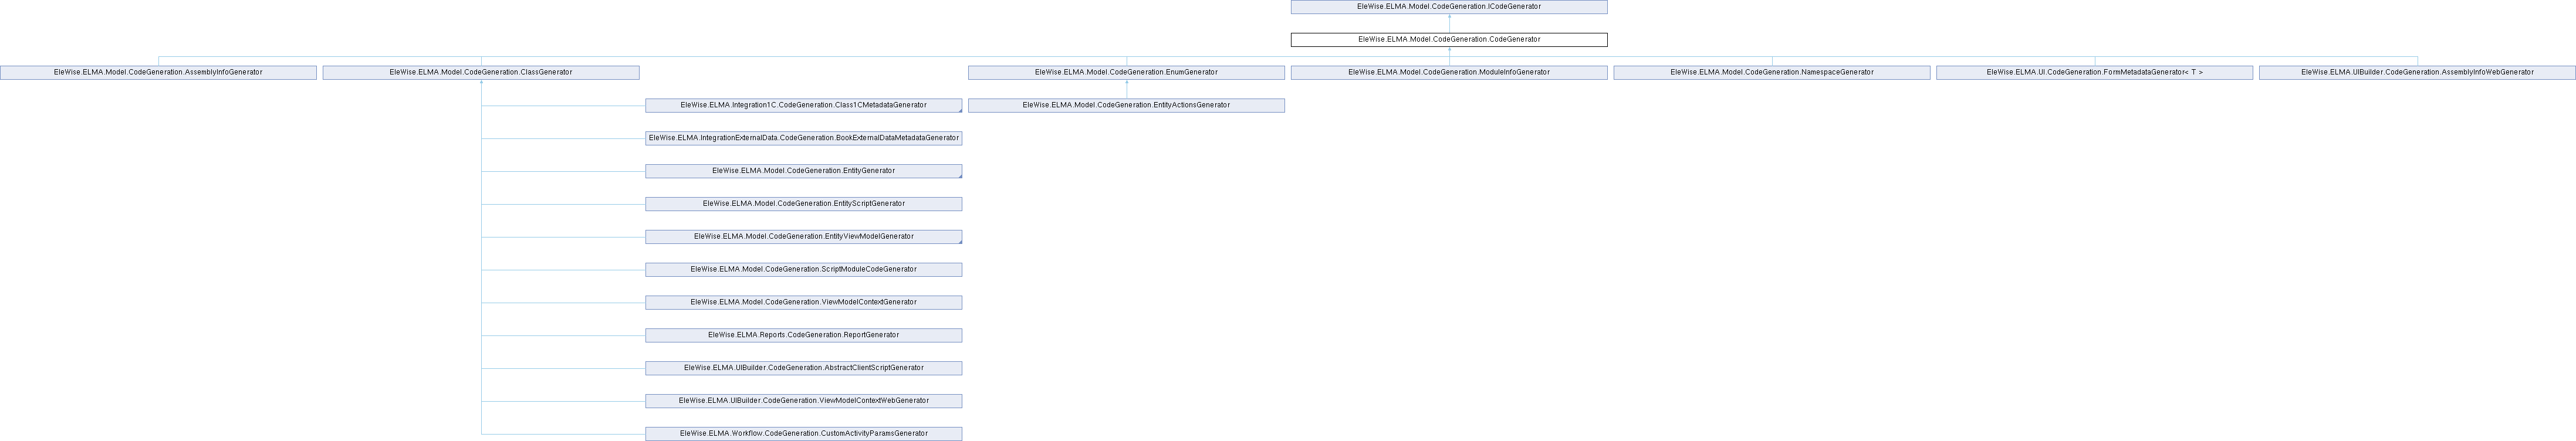 EleWise.ELMA.Model.CodeGeneration.ICodeGenerator
EleWise.ELMA.Model.CodeGeneration.CodeGenerator
EleWise.ELMA.Model.CodeGeneration.AssemblyInfoGenerator
EleWise.ELMA.Model.CodeGeneration.ClassGenerator
EleWise.ELMA.Model.CodeGeneration.EnumGenerator
EleWise.ELMA.Model.CodeGeneration.ModuleInfoGenerator
EleWise.ELMA.Model.CodeGeneration.NamespaceGenerator
EleWise.ELMA.UI.CodeGeneration.FormMetadataGenerator< T >
EleWise.ELMA.UIBuilder.CodeGeneration.AssemblyInfoWebGenerator
EleWise.ELMA.Integration1C.CodeGeneration.Class1CMetadataGenerator
EleWise.ELMA.Model.CodeGeneration.EntityActionsGenerator
EleWise.ELMA.IntegrationExternalData.CodeGeneration.BookExternalDataMetadataGenerator
EleWise.ELMA.Model.CodeGeneration.EntityGenerator
EleWise.ELMA.Model.CodeGeneration.EntityScriptGenerator
EleWise.ELMA.Model.CodeGeneration.EntityViewModelGenerator
EleWise.ELMA.Model.CodeGeneration.ScriptModuleCodeGenerator
EleWise.ELMA.Model.CodeGeneration.ViewModelContextGenerator
EleWise.ELMA.Reports.CodeGeneration.ReportGenerator
EleWise.ELMA.UIBuilder.CodeGeneration.AbstractClientScriptGenerator
EleWise.ELMA.UIBuilder.CodeGeneration.ViewModelContextWebGenerator
EleWise.ELMA.Workflow.CodeGeneration.CustomActivityParamsGenerator